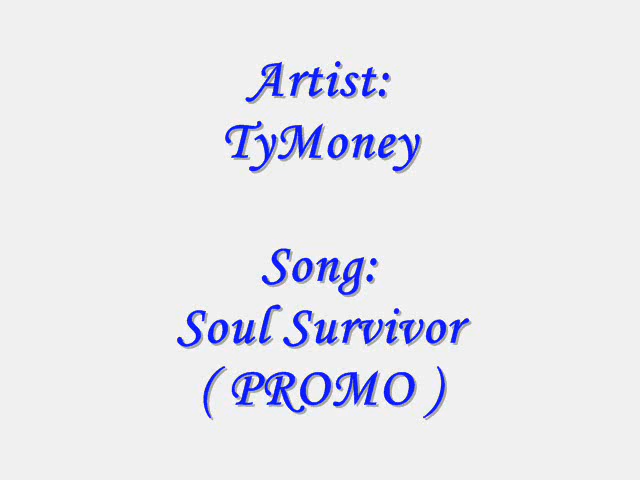 Artist:
TyMoney
Song:
Soul Survivor
( PROMO )